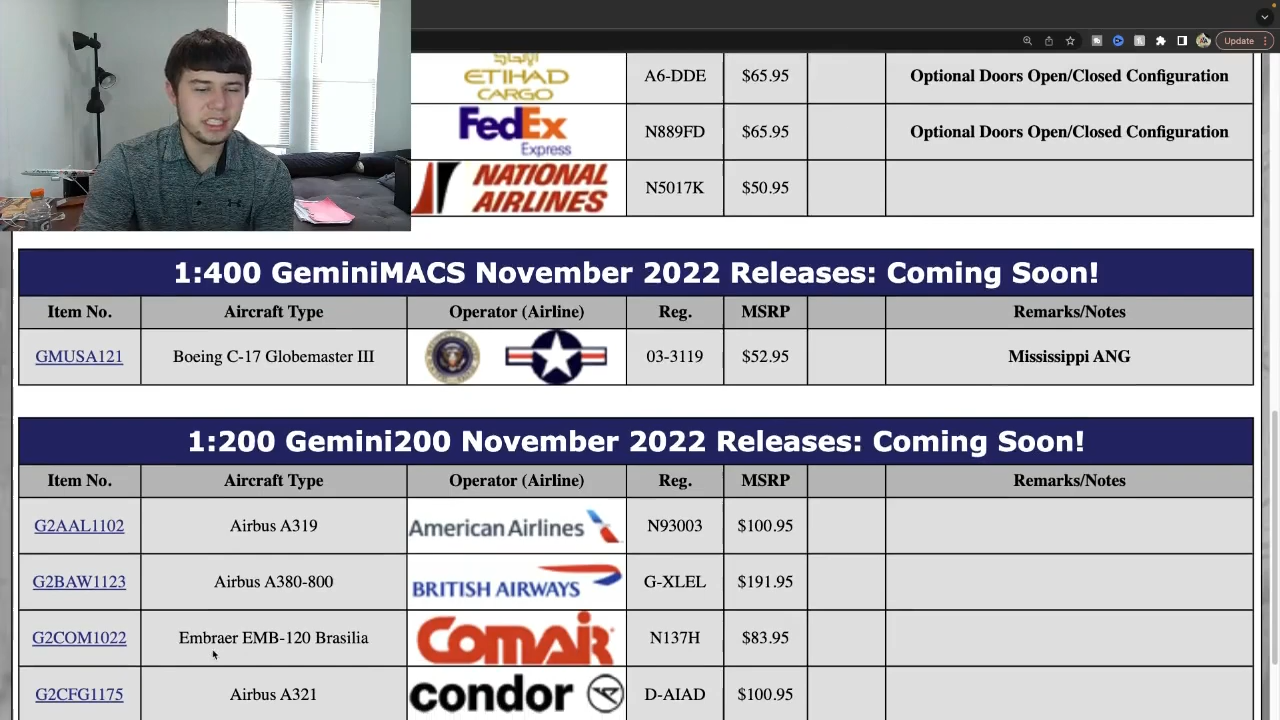 Update
ETIHAD
CARGO
A6-DDE
$65.95
Optional Doors Open/Closed Configuration
FedEx
Express
N889FD
$65.95
Optional Doors Open/Closed Configuration
NATIONAL
AIRLINES
N5017K
$50.95
1:400 GeminiMACS November 2022 Releases: Coming Soon!
Item No. Aircraft Type Operator (Airline) Reg. MSRP Remarks/Notes
GMUSA121 Boeing C-17 Globemaster III 03-3119 $52.95 Mississippi ANG
1:200 Gemini200 November 2022 Releases: Coming Soon!
Item No. Aircraft Type Operator (Airline) Reg. MSRP Remarks/Notes
G2AAL1102 Airbus A319 American Airlines N93003 $100.95
G2BAW1123 Airbus A380-800 BRITISH AIRWAYS G-XLEL $191.95
G2COM1022 Embraer EMB-120 Brasilia COMAIR N137H $83.95
G2CFG1175 Airbus A321 condor D-AIAD $100.95